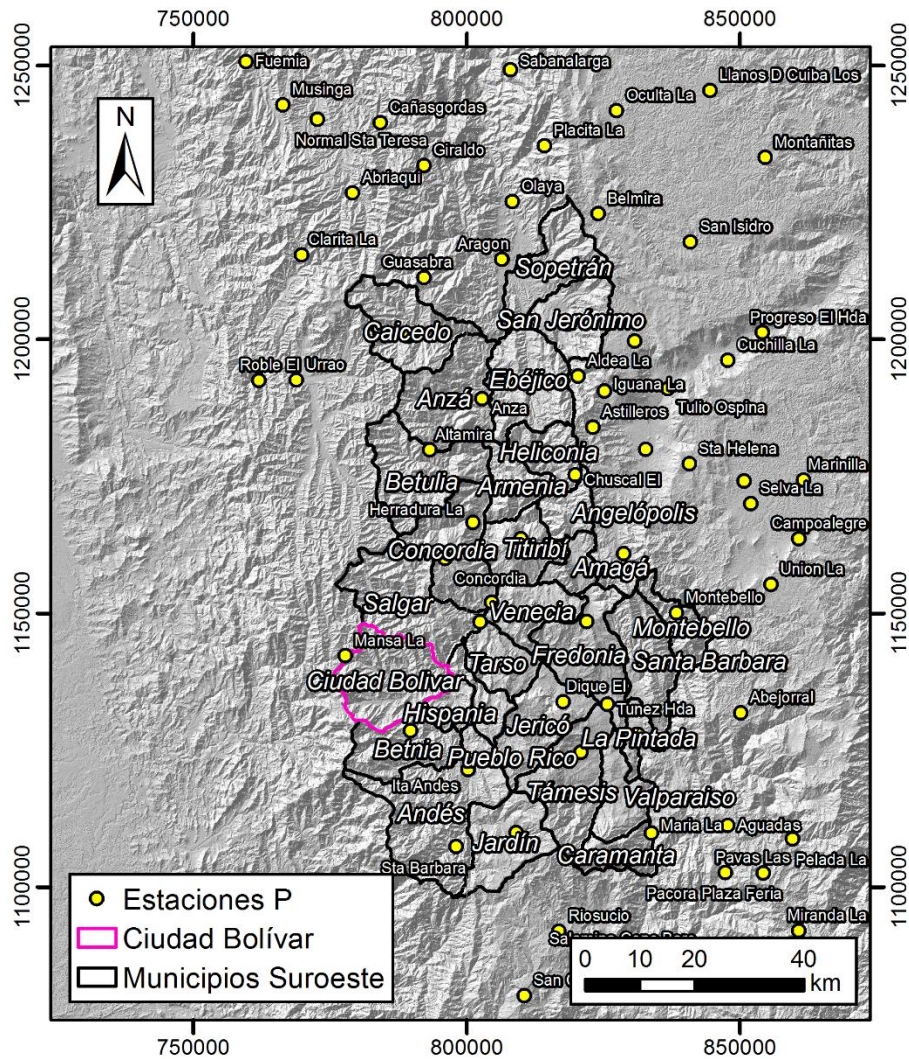 750000 800000 850000
1250000 1250000
Fuemia
Sabanalarga
Llanos D Cuiba Los
Musinga
Oculta La
N
Cañasgordas
Normal Sta Teresa
Placita La
Giraldo
Montañitas
Abriaqui
Olaya
Belmira
San Isidro
Clarita La
Aragon
Guasabra
Sopetrán
1200000 1200000
San Jerónimo
Progreso El Hda
Caicedo
Cuchilla La
Roble El Urrao
Aldea La
Ebéjico
Iguana La
Anzá
Anza
Tulio Ospina
Astilleros
Altamira
Heliconia
Sta Helena
Marinilla
Betulia
Armenia
Chuscal El
Selva La
Herradura La
Angelópolis
Campoalegre
Concordia
Titiribí
Amagá
Concordia
Union La
1150000 1150000
Salgar
Venecia
Montebello
Montebello
Mansa La
Tarso
Fredonia
Santa Barbara
Ciudad Bolivar
Dique El
Hispania
Jericó
Túnez Hda
Abejorral
Betnia
Pueblo Rico
La Pintada
Ita Andes
Támesis
Valparaiso
Andés
Maria La
Aguadas
Jardín
Caramanta
Sta Barbara
Pavas Las
Pelada La
Pacora Plaza Feria
1100000 1100000
Estaciones P
Riosucio
Miranda La
Ciudad Bolívar
Municipios Suroeste
San
0 10 20 40
km
750000 800000 850000